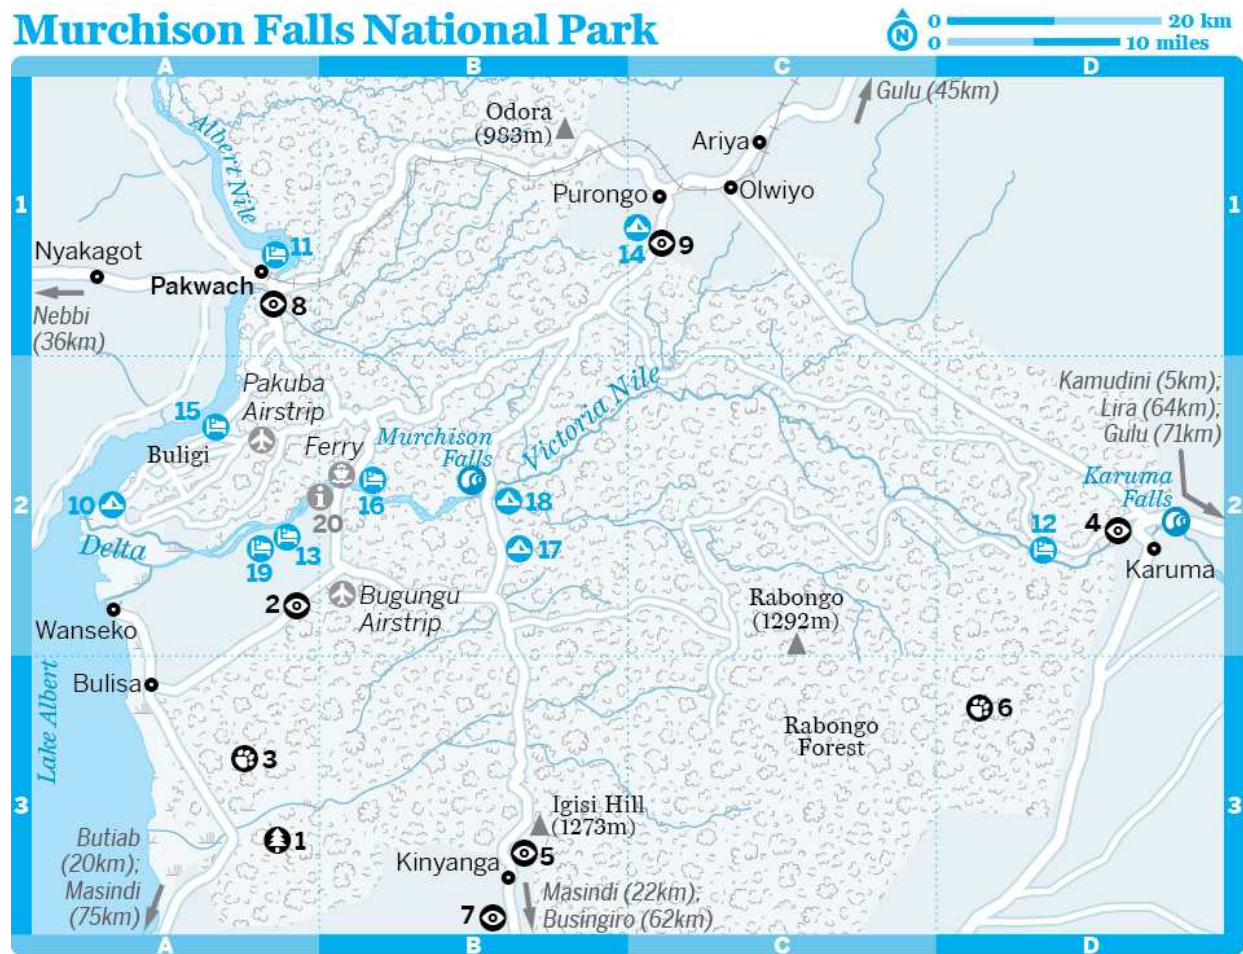 Murchison Falls National Park
N
0 20 km
0 10 miles
A B C D
Gulu (45km)
Odora
(983m)
Albert Nile
Ariya
Purongo
Olwiyo
1
1
14
9
11
Nyakagot
Pakwach
8
Nebbi
(36km)
Kamudini (5km);
Lira (64km);
Gulu (71km)
Pakuba
Airstrip
15
Buligi
Ferry
Murchison
Falls
Victoria Nile
Karuma
Falls
2
2
10
16
18
20
12
4
Delta
13
19
17
Karuma
2
Bugungu
Airstrip
Rabongo
(1292m)
Wanseko
Bulisa
Lake Albert
6
Rabongo
Forest
3
3
3
Igisi Hill
(1273m)
1
Butiab
(20km);
Masindi
(75km)
Kinyanga
5
7
Masindi (22km);
Busingiro (62km)
A B C D